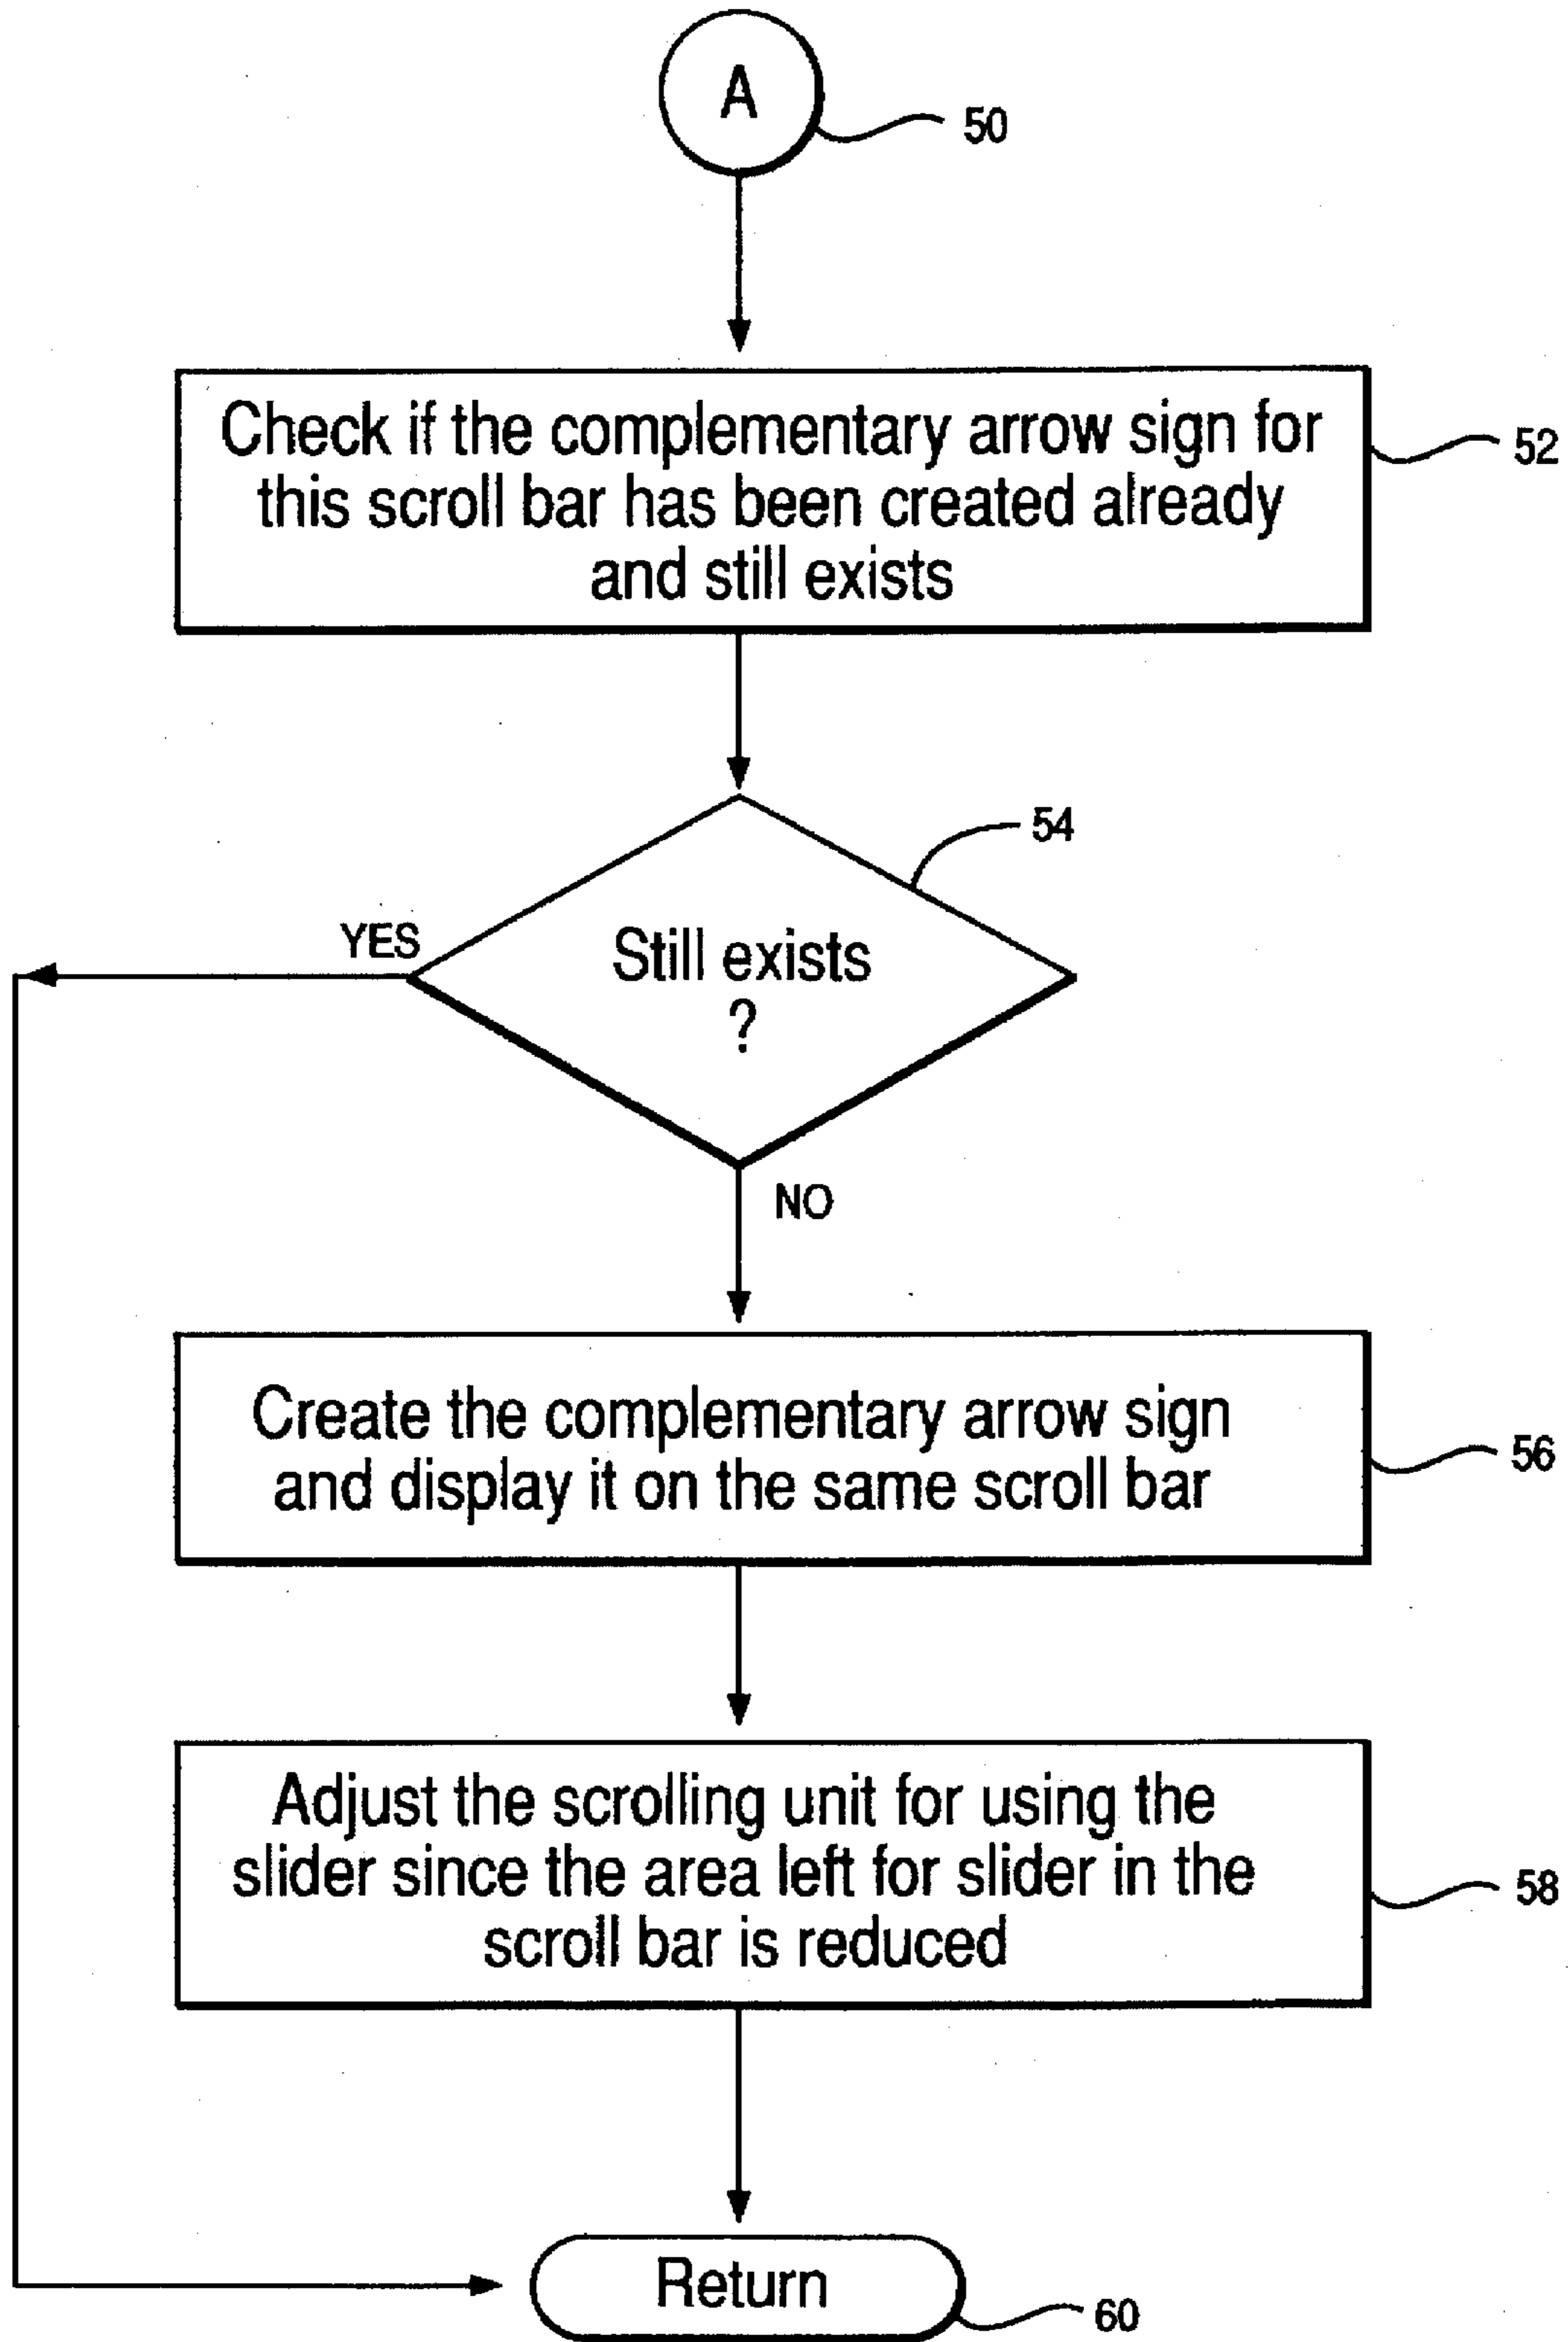 A
50
Check if the complementary arrow sign for
this scroll bar has been created already
and still exists
52
54
YES
Still exists
?
NO
Create the complementary arrow sign
and display it on the same scroll bar
56
Adjust the scrolling unit for using the
slider since the area left for slider in the
scroll bar is reduced
58
Return
60